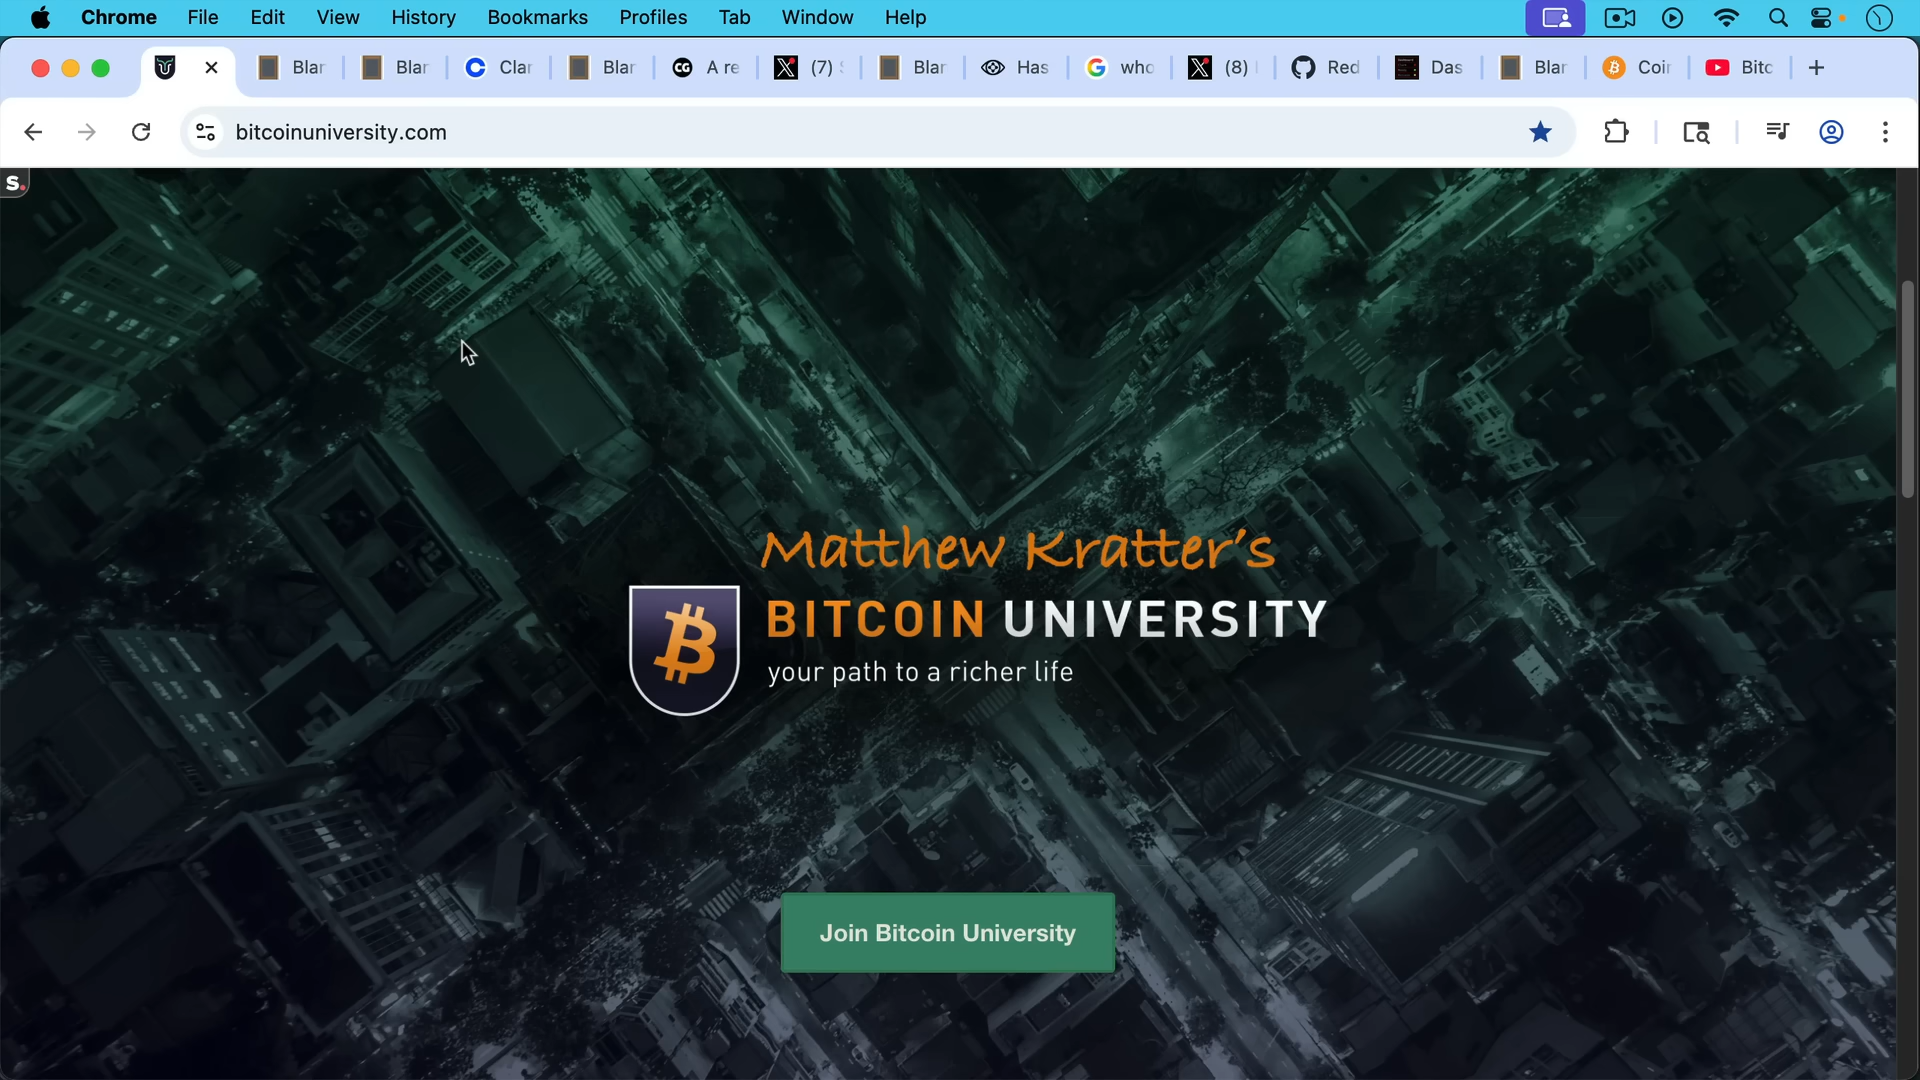 Chrome File Edit View History Bookmarks Profiles Tab Window Help
Blar Blar Clar Blar A re (7) Blar Has who (8) Red Das Blar Coir Bitc
bitcoinuniversity.com
s.
Matthew Kratter's
BITCOIN UNIVERSITY
your path to a richer life
Join Bitcoin University